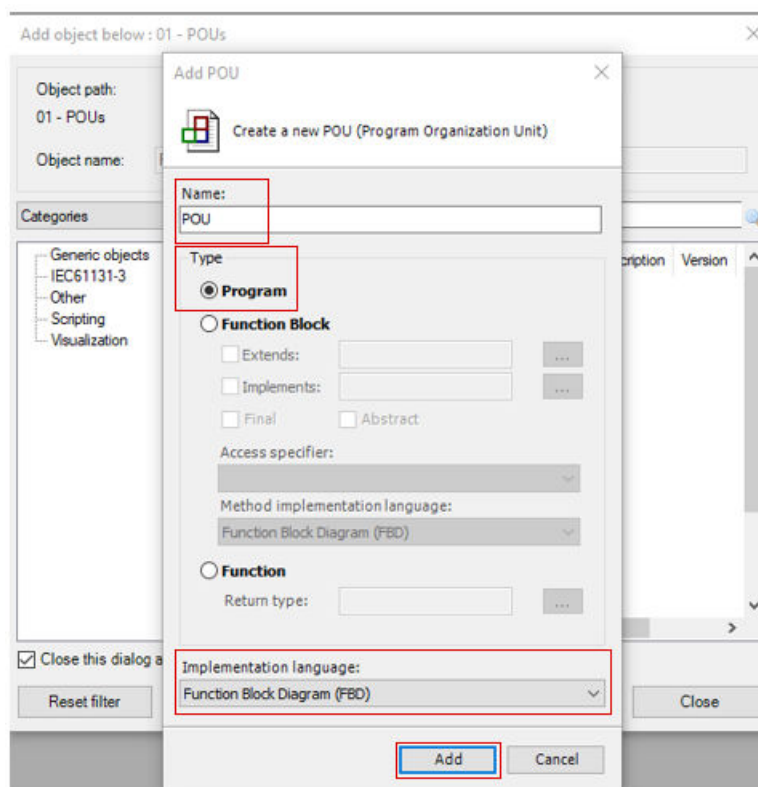 Add object below : 01 - POUs
Object path:
01 - POUs
Object name:
Categories
Generic objects
IEC61131-3
Other
Scripting
Visualization
Version
Close this dialog a
Reset filter
Close
Add POU
Create a new POU (Program Organization Unit)
Name:
POU
Type
Program
Function Block
Extends:
...
Implements:
...
Final
Abstract
Access specifier:
Method implementation language:
Function Block Diagram (FBD)
Function
Return type:
...
Implementation language:
Function Block Diagram (FBD)
Add
Cancel